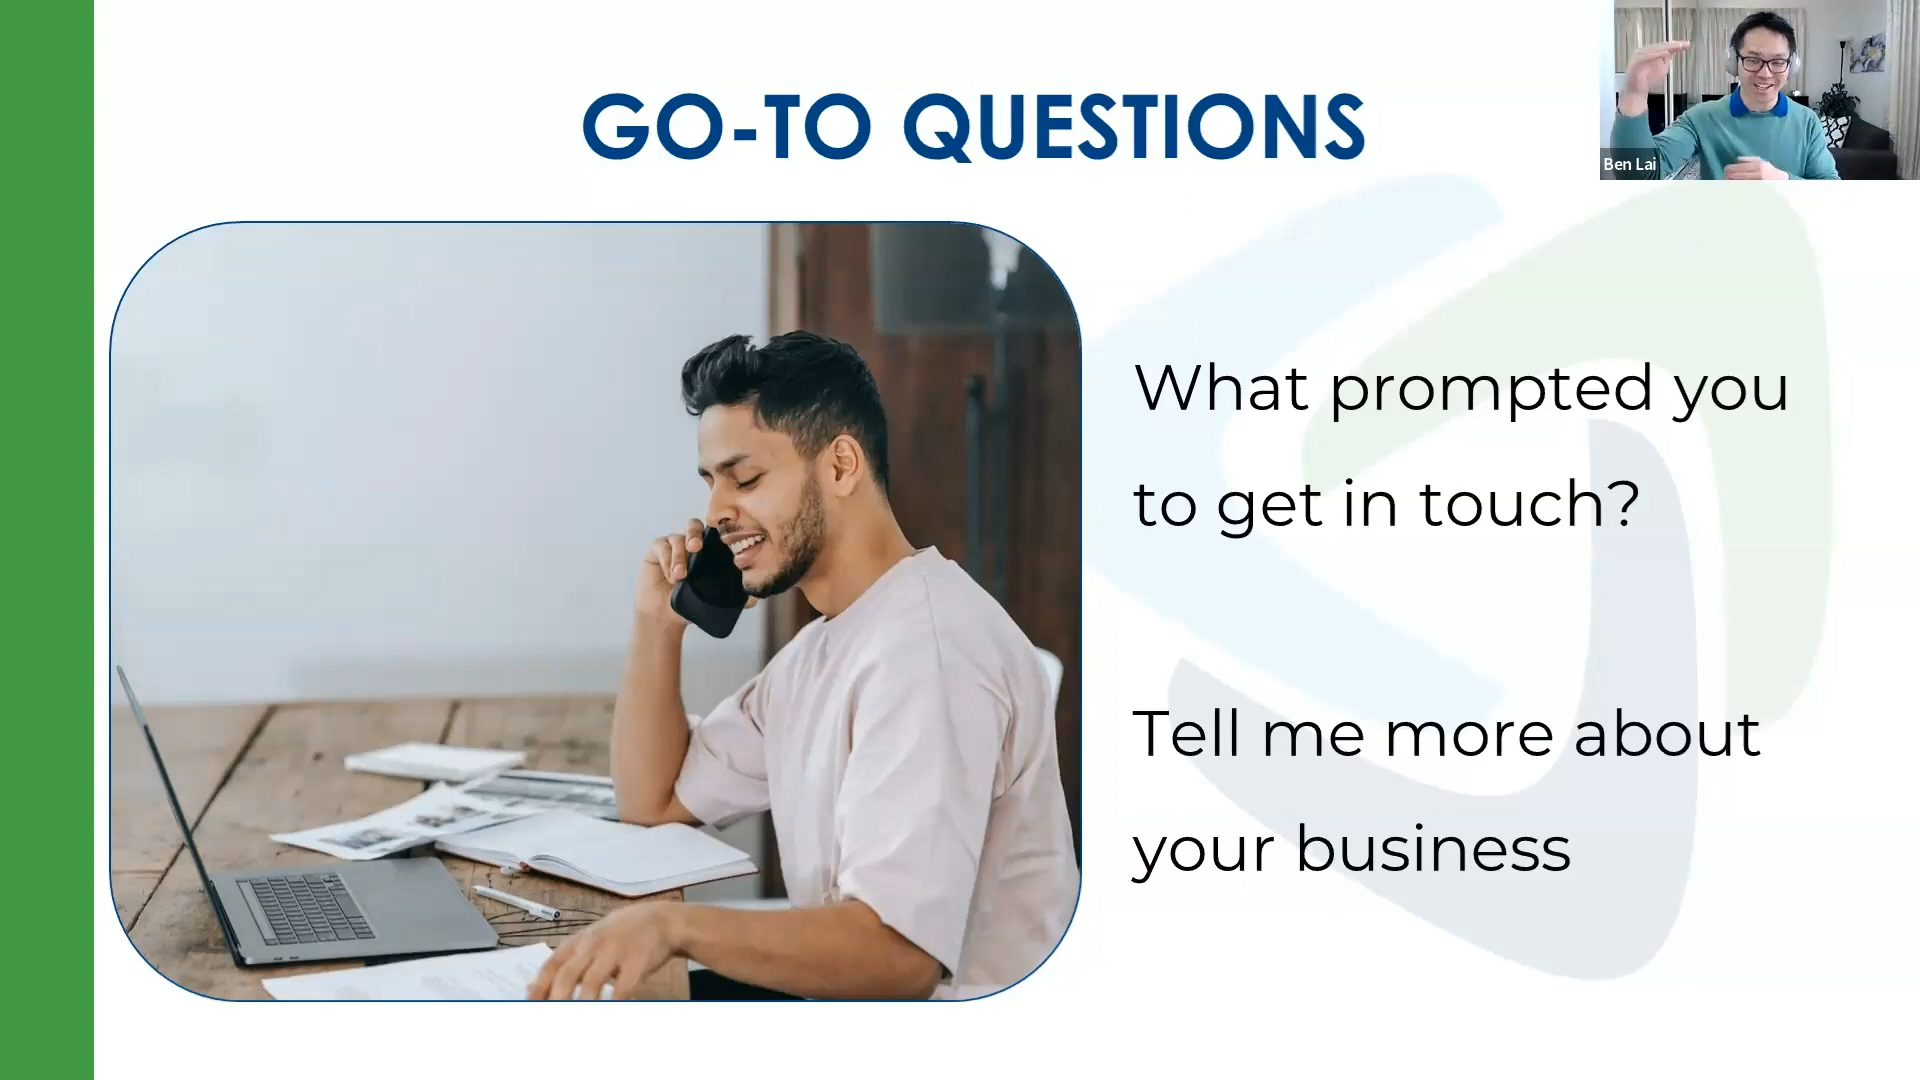 GO-TO QUESTIONS
Ben Lai
What prompted you
to get in touch?
Tell me more about
your business